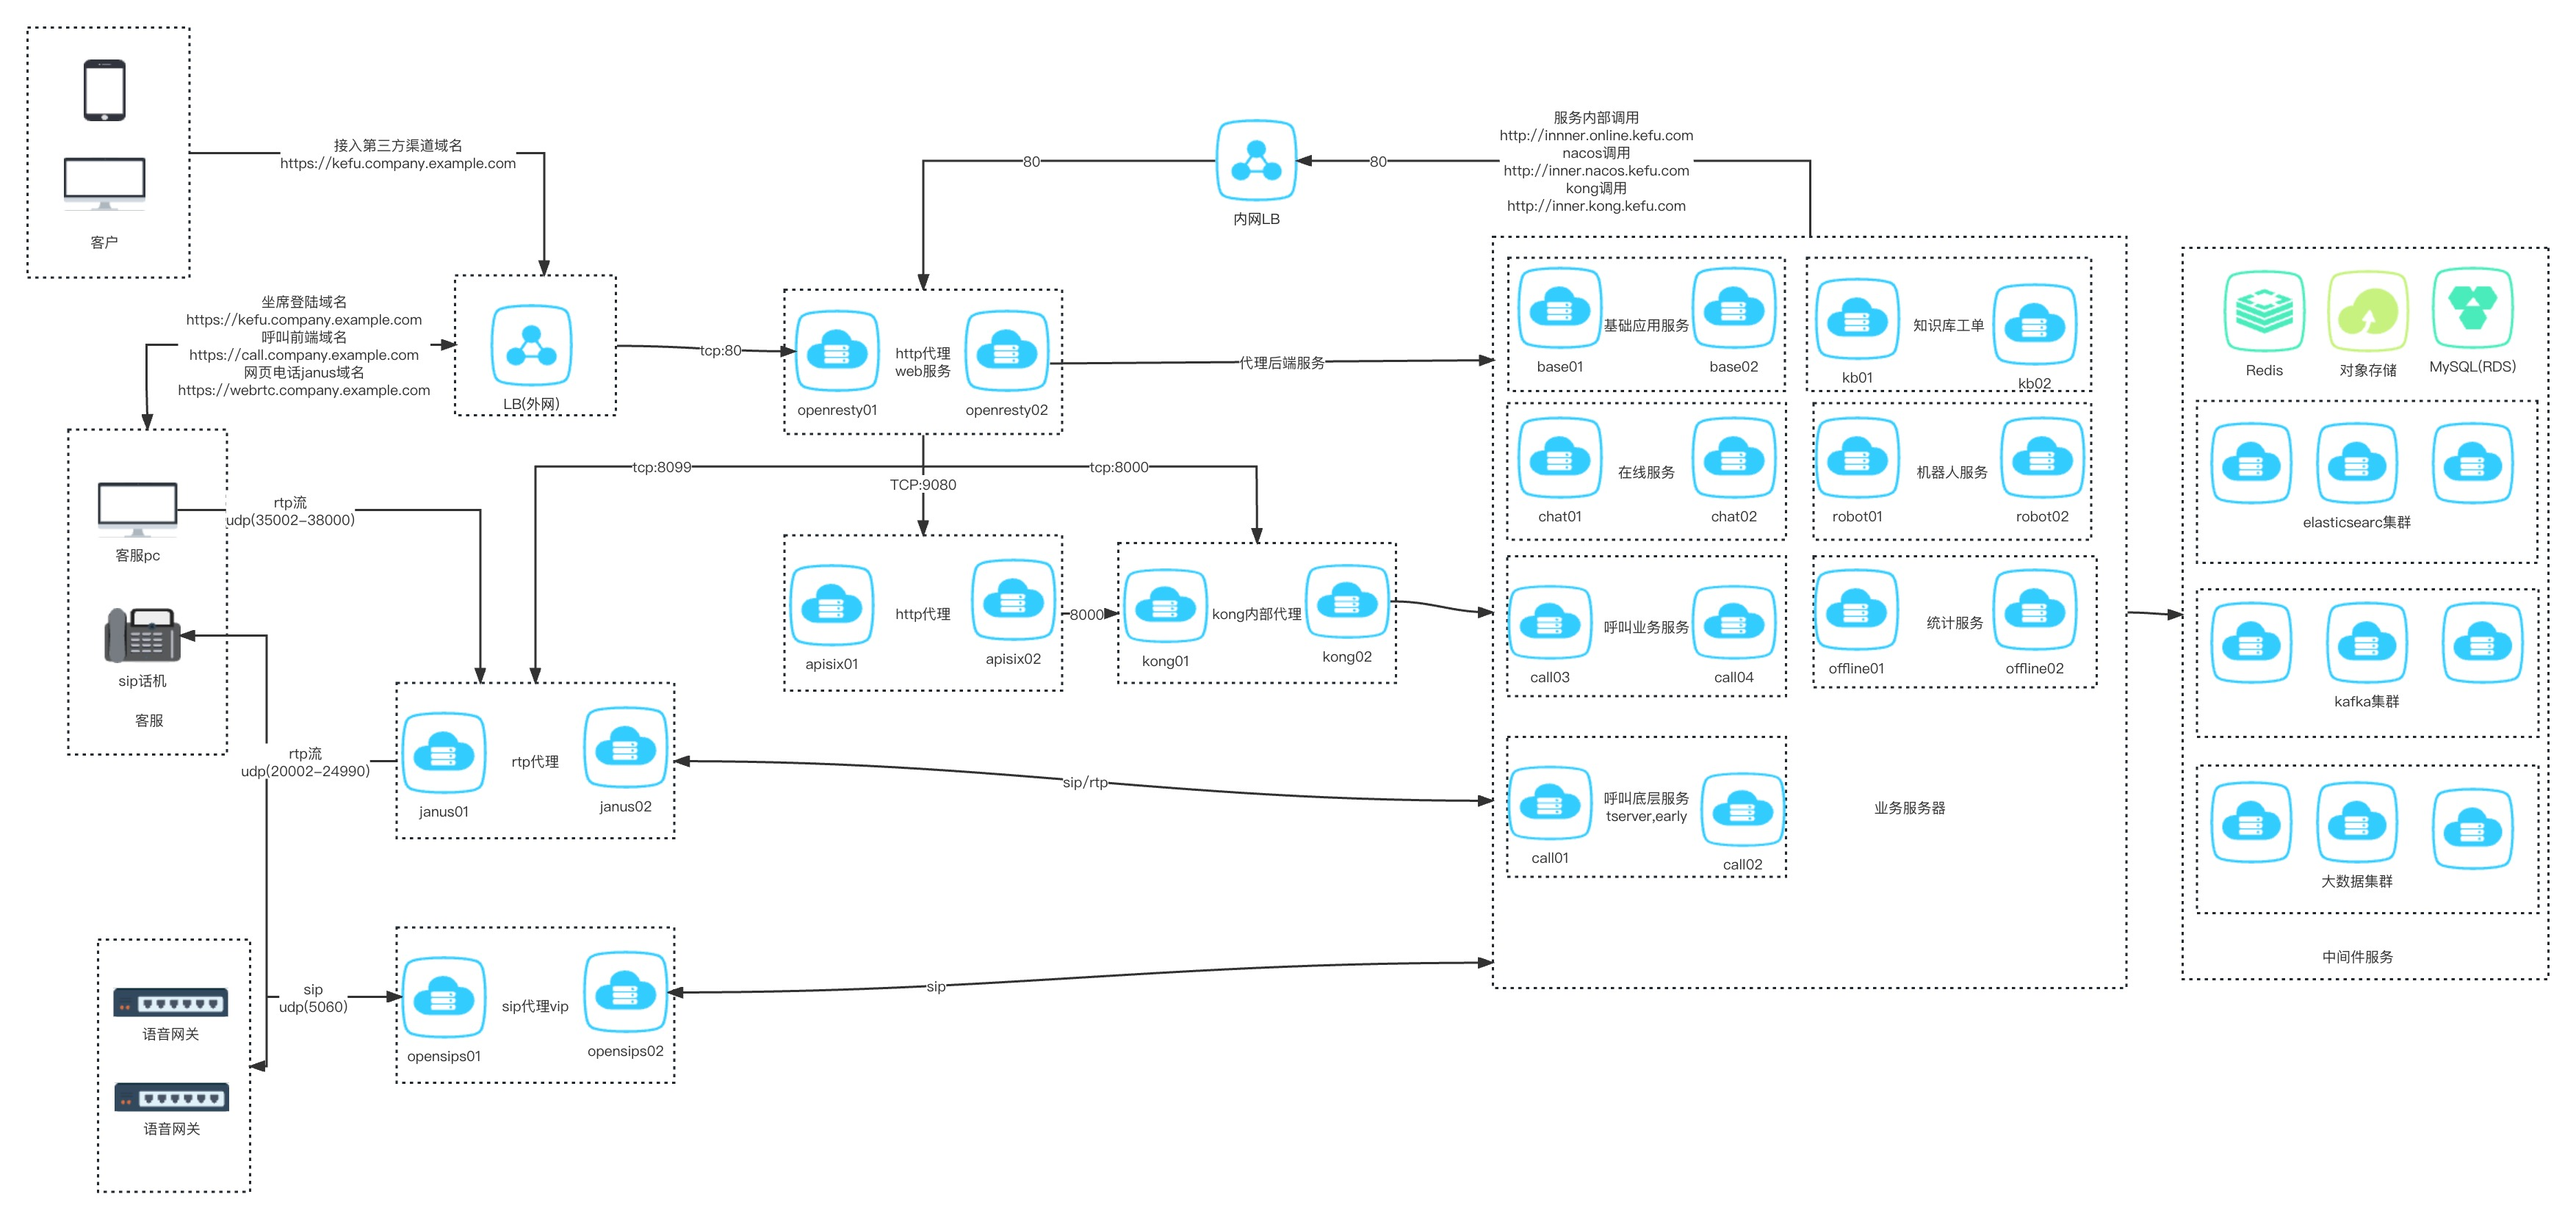 客户
接入第三方渠道域名
https://kefu.company.example.com
坐席登陆域名
https://kefu.company.example.com
呼叫前端域名
https://call.company.example.com
网页电话janus域名
https://webrtc.company.example.com
LB(外网)
tcp:80
http代理
web服务
openresty01
openresty02
80
内网LB
80
服务内部调用
http://innner.online.kefu.com
nacos调用
http://inner.nacos.kefu.com
kong调用
http://inner.kong.kefu.com
代理后端服务
tcp:8099
TCP:9080
tcp:8000
客服pc
rtp流
udp(35002-38000)
sip话机
客服
http代理
apisix01
apisix02
8000
kong内部代理
kong01
kong02
rtp流
udp(20002-24990)
rtp代理
janus01
janus02
sip/rtp
语音网关
语音网关
sip
udp(5060)
sip代理vip
opensips01
opensips02
sip
基础应用服务
base01
base02
知识库工单
kb01
kb02
在线服务
chat01
chat02
机器人服务
robot01
robot02
呼叫业务服务
call03
call04
统计服务
offline01
offline02
呼叫底层服务
tserver,early
call01
call02
业务服务器
Redis
对象存储
MySQL(RDS)
elasticsearc集群
kafka集群
大数据集群
中间件服务